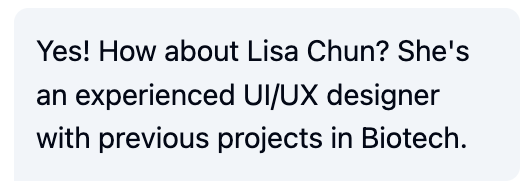 Yes! How about Lisa Chun? She's
an experienced UI/UX designer
with previous projects in Biotech.